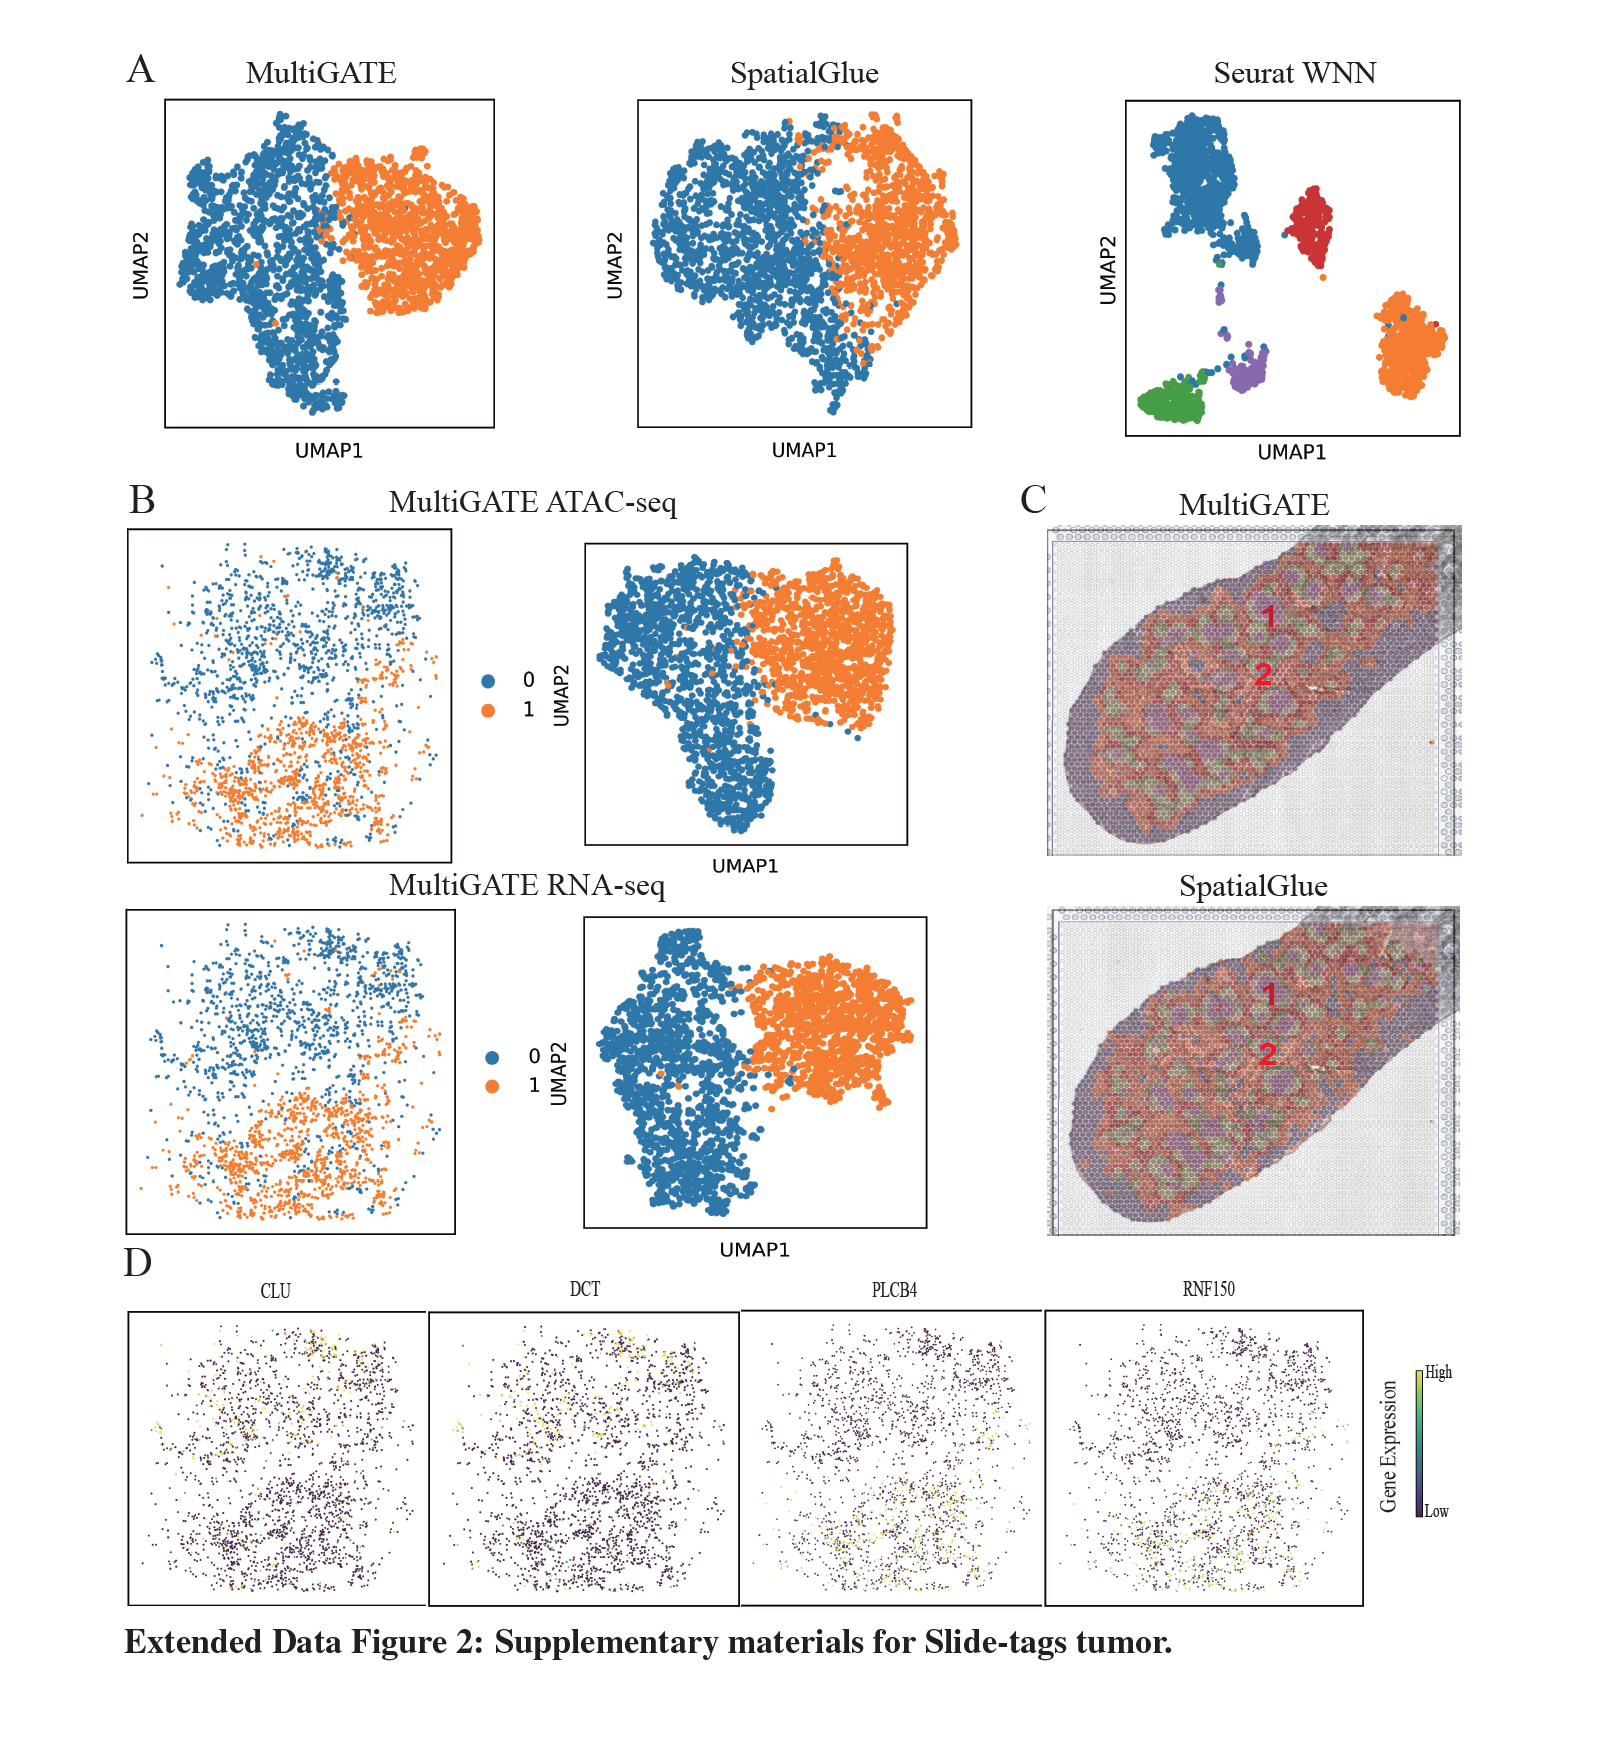 A
MultiGATE
SpatialGlue
Seurat WNN
UMAP2
UMAP1
UMAP2
UMAP1
UMAP2
UMAP1
B
MultiGATE ATAC-seq
0
1
UMAP2
UMAP1
MultiGATE RNA-seq
0
1
UMAP2
UMAP1
C
MultiGATE
1
2
SpatialGlue
1
2
D
CLU
DCT
PLCB4
RNF150
Gene Expression
High
Low
Extended Data Figure 2: Supplementary materials for Slide-tags tumor.